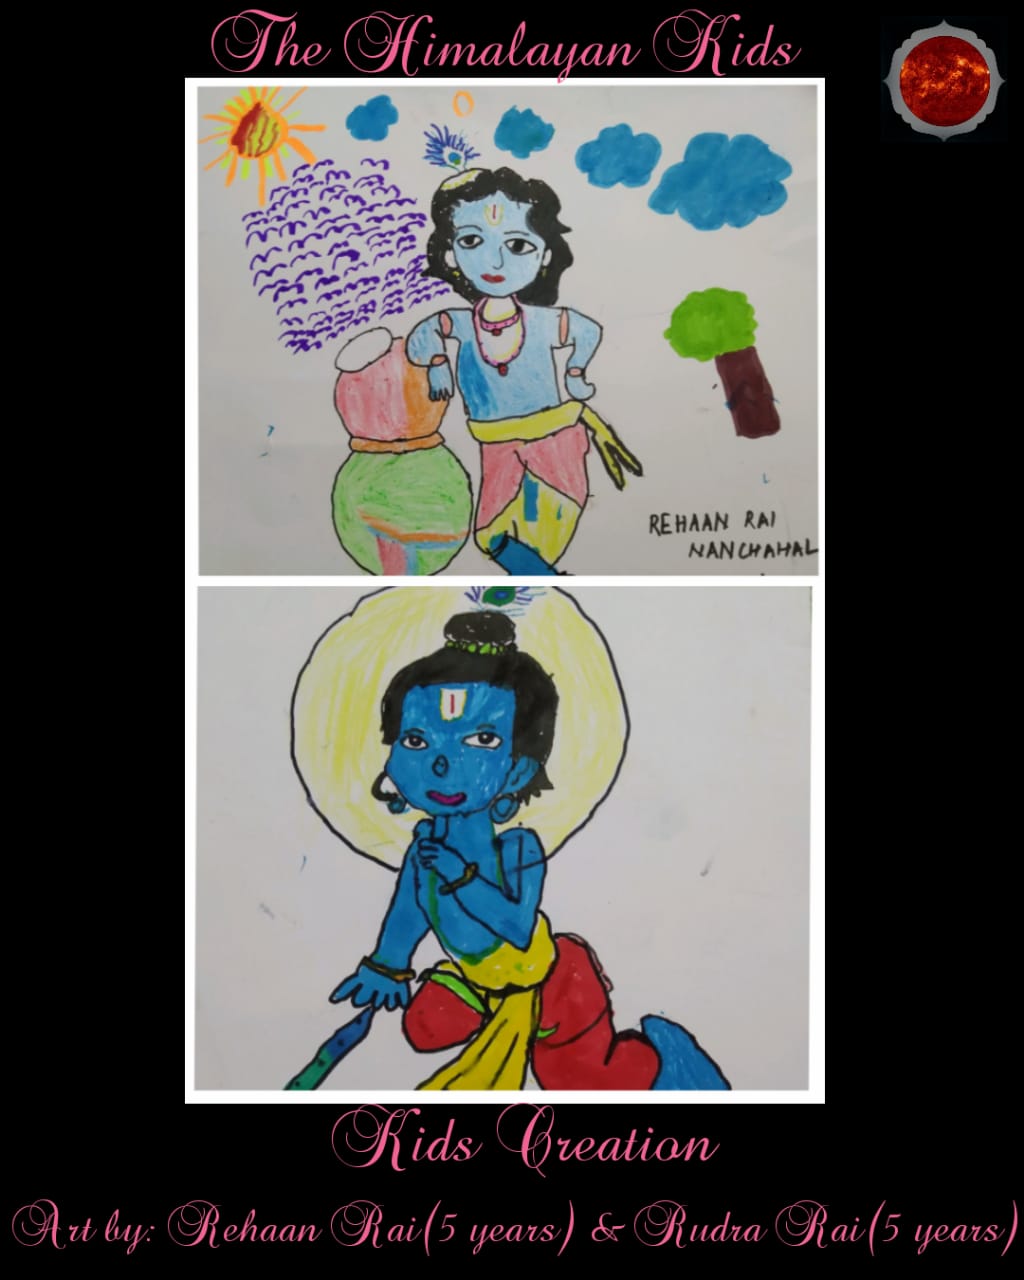 The Himalayan Kids
REHAAN RAI
NANCHAHAL
Kids Creation
Art by: Rehaan Rai(5 years) & Rudra Rai(5 years)